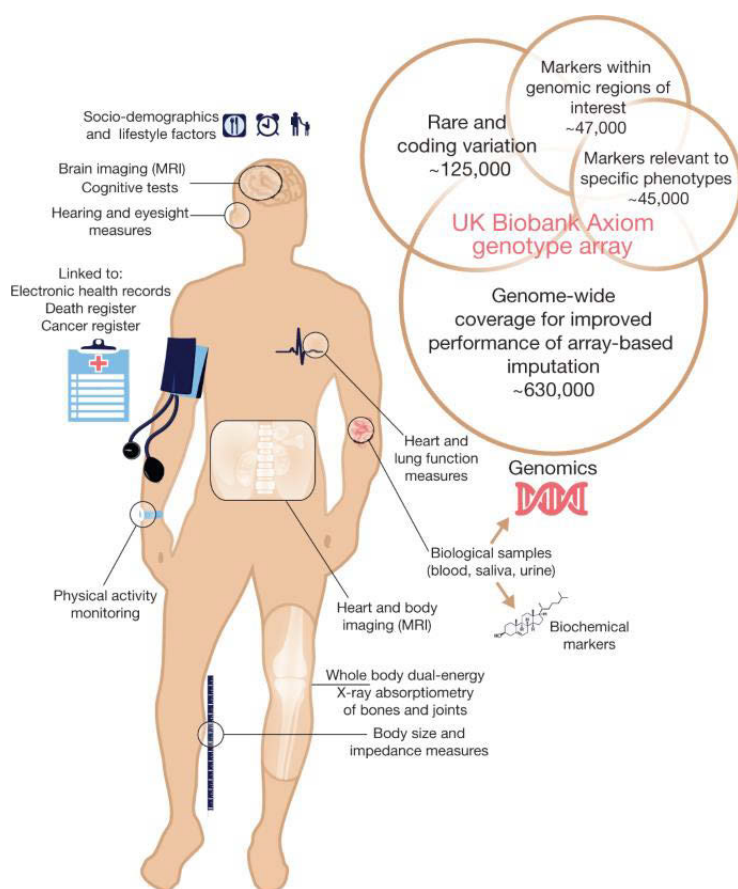 Socio-demographics
and lifestyle factors
Brain imaging (MRI)
Cognitive tests
Hearing and eyesight
measures
Linked to:
Electronic health records
Death register
Cancer register
Physical activity
monitoring
Heart and
lung function
measures
Heart and body
imaging (MRI)
Whole body dual-energy
X-ray absorptiometry
of bones and joints
Body size and
impedance measures
Rare and
coding variation
~125,000
Markers within
genomic regions of
interest
~47,000
Markers relevant to
specific phenotypes
~45,000
UK Biobank Axiom
genotype array
Genome-wide
coverage for improved
performance of array-based
imputation
~630,000
Genomics
Biological samples
(blood, saliva, urine)
Biochemical
markers